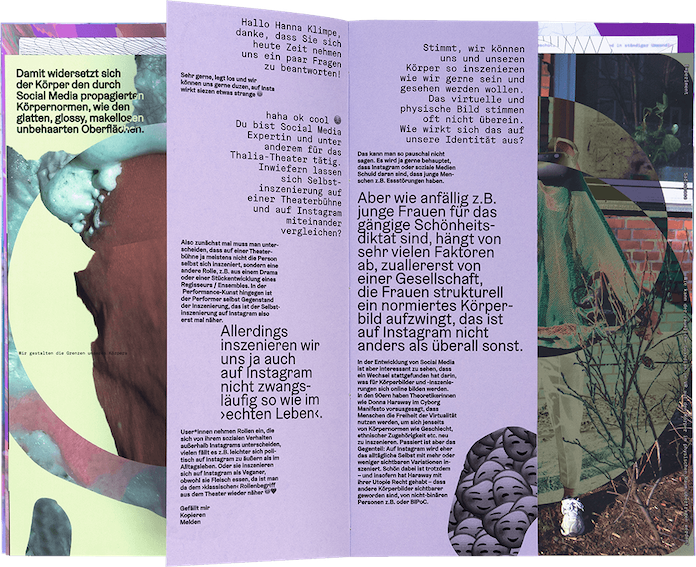 Damit widersetzt sich
der Körper den durch
Social Media propagierten
Körpernormen, wie den
glatten, glossy, makellosen
unbehaarten Oberflächen.
Hallo Hanna Klimpe,
danke, dass Sie sich
heute Zeit nehmen
uns ein paar Fragen
zu beantworten!
Sehr gerne, legt los und wir
können uns gerne duzen, auf Insta
wirkt siezen etwas strange
haha ok cool
Du bist Social Media
Expertin und unter
anderem für das
Thalia-Theater tätig.
Inwiefern lassen
sich Selbst-
inszenierung auf
einer Theaterbühne
und auf Instagram
miteinander
vergleichen?
Also zunächst mal muss man unter-
scheiden, dass auf einer Theater-
bühne ja meistens nicht die Person
selbst sich inszeniert, sondern eine
andere Rolle, z.B. aus einem Drama
oder einer Stückentwicklung eines
Regisseurs / Ensembles. In der
Performance-Kunst hingegen ist
der Performer selbst Gegenstand
der Inszenierung, das ist der Selbst-
inszenierung auf Instagram also
erst mal näher.
Allerdings
inszenieren wir
uns ja auch
auf Instagram
nicht zwangs-
läufig so wie im
›echten Leben‹.
User*innen nehmen Rollen ein, die
sich von ihrem sozialen Verhalten
außerhalb Instagrams unterscheiden,
vielen fällt es z.B. leichter sich poli-
tisch auf Instagram zu äußern als im
Alltagsleben. Oder sie inszenieren
sich auf Instagram als Veganer,
obwohl sie Fleisch essen, da ist man
da dem ›klassischen‹ Rollenbegriff
aus dem Theater wieder näher
Gefällt mir
Kopieren
Melden
Stimmt, wir können
uns und unseren
Körper so inszenieren
wie wir gerne sein und
gesehen werden wollen.
Das virtuelle und
physische Bild stimmen
oft nicht überein.
Wie wirkt sich das auf
unsere Identität aus?
Das kann man so pauschal nicht
sagen. Es wird ja gerne behauptet,
dass Instagram oder soziale Medien
Schuld daran sind, dass junge Men-
schen z.B. Essstörungen haben.
Aber wie anfällig z.B.
junge Frauen für das
gängige Schönheits-
diktat sind, hängt von
sehr vielen Faktoren
ab, zuallererst von
einer Gesellschaft,
die Frauen strukturell
ein normiertes Körper-
bild aufzwingt, das ist
auf Instagram nicht
anders als überall sonst.
In der Entwicklung von Social Media
ist aber interessant zu sehen, dass
ein Wechsel stattgefunden hat darin,
was für Körperbilder und -inszenie-
rungen sich online bilden werden.
In den 90ern haben Theoretikerinnen
wie Donna Haraway im Cyborg
Manifesto vorausgesagt, dass
Menschen die Freiheit der Virtualität
nutzen werden, um sich jenseits
von Körpernormen wie Geschlecht,
ethnischer Zugehörigkeit etc. neu
zu inszenieren. Passiert ist aber das
Gegenteil: Auf Instagram wird eher
das alltägliche Selbst mit mehr oder
weniger sichtbaren Variationen in-
szeniert. Schön dabei ist trotzdem
– und insofern hat Haraway mit
ihrer Utopie Recht gehabt – dass
andere Körperbilder sichtbarer
geworden sind, von nicht-binären
Personen z.B. oder BIPoC.